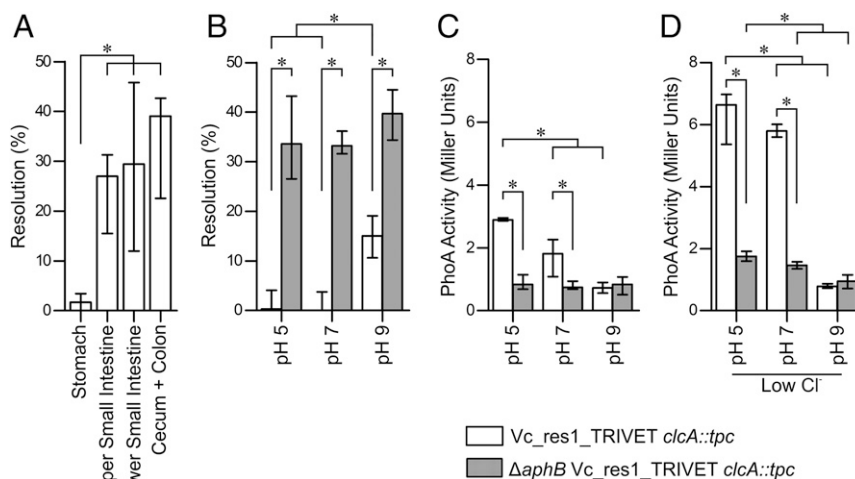 A
B
C
D
Resolution (%)
50
40
30
20
10
0
*
Stomach
per Small Intestine
wer Small Intestine
Cecum + Colon
Resolution (%)
50
40
30
20
10
0
*
* * *
pH 5
pH 7
pH 9
PhoA Activity (Miller Units)
8
6
4
2
0
*
* *
pH 5
pH 7
pH 9
PhoA Activity (Miller Units)
8
6
4
2
0
*
*
* *
pH 5
pH 7
pH 9
Low Cl-
Vc_res1_TRIVET clcA::tpc
ΔaphB Vc_res1_TRIVET clcA::tpc